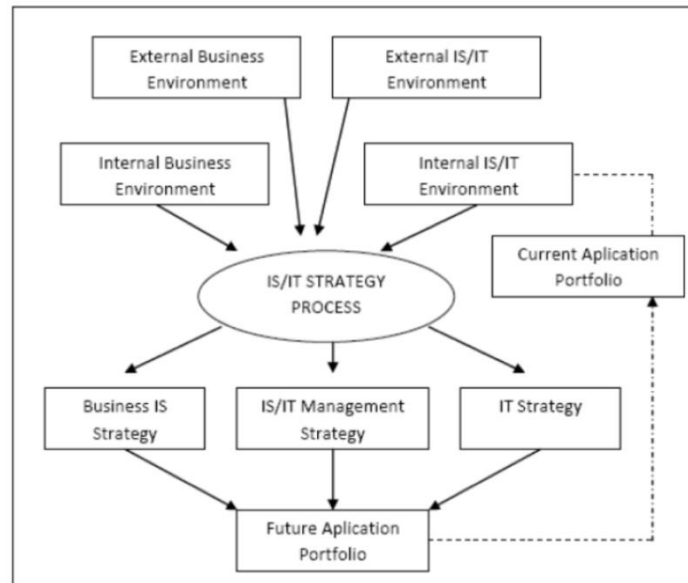 External Business
Environment
External IS/IT
Environment
Internal Business
Environment
Internal IS/IT
Environment
Current Aplication
Portfolio
IS/IT STRATEGY
PROCESS
Business IS
Strategy
IS/IT Management
Strategy
IT Strategy
Future Aplication
Portfolio